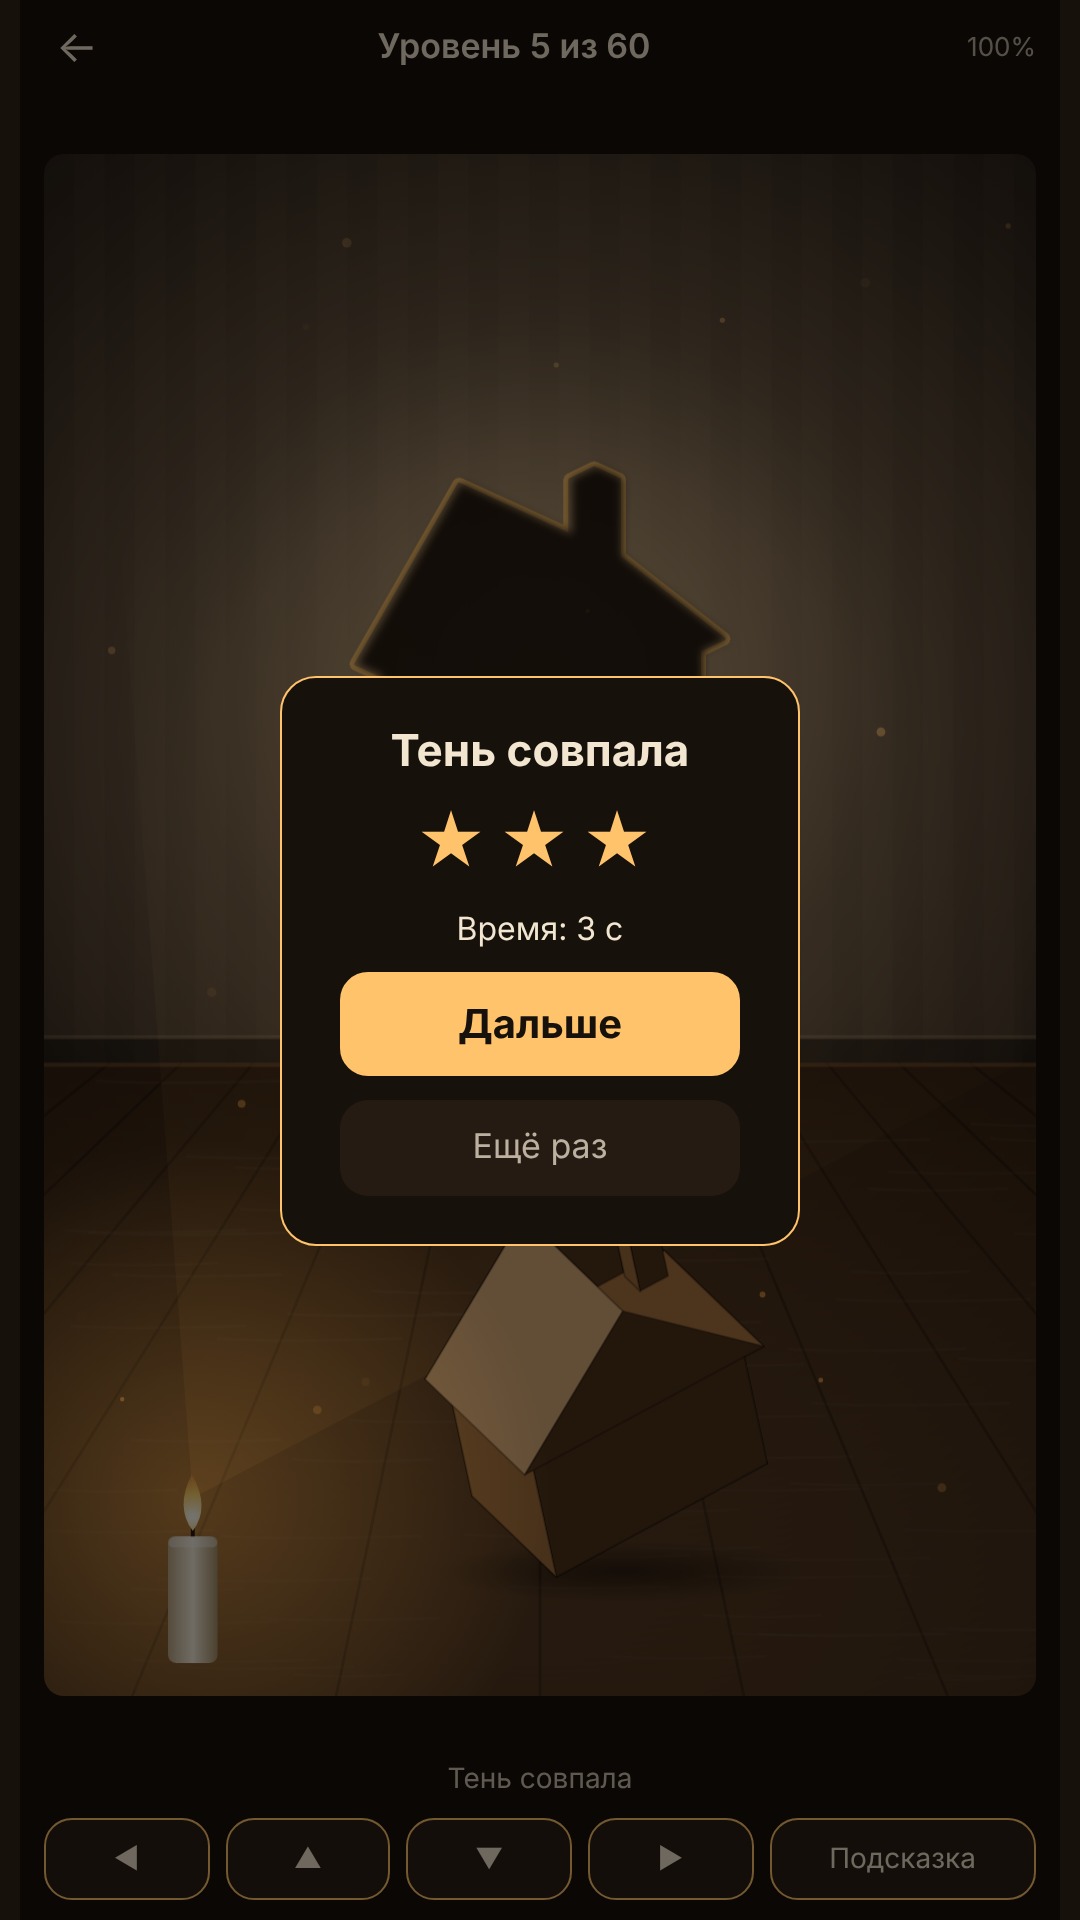 Уровень 5 из 60
100%
Тень совпала
Время: 3 с
Дальше
Ещё раз
Тень совпала
Подсказка